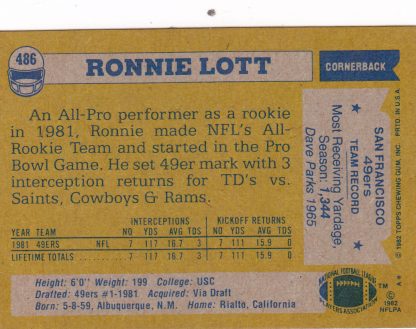 486
RONNIE LOTT
CORNERBACK
An All-Pro performer as a rookie
in 1981, Ronnie made NFL's All-
Rookie Team and started in the Pro
Bowl Game. He set 49er mark with 3
interception returns for TD's vs.
Saints, Cowboys & Rams.
SAN FRANCISCO
49ers
TEAM RECORD
Most Receiving Yardage,
Season: 1,344
Dave Parks 1965
© 1982 TOPPS CHEWING GUM, INC. PRTD. IN U.S.A.
INTERCEPTIONS KICKOFF RETURNS
YEAR TEAM NO YDS AVG TDS NO YDS AVG TDS
1981 49ERS NFL 7 117 16.7 3 7 111 15.9 0
LIFETIME TOTALS 7 117 16.7 3 7 111 15.9 0
Height: 6'0" Weight: 199 College: USC
Drafted: 49ers #1-1981 Acquired: Via Draft
Born: 5-8-59, Albuquerque, N.M. Home: Rialto, California
NATIONAL FOOTBALL LEAGUE
PLAYERS ASSOCIATION
©
1982
NFLPA
A*